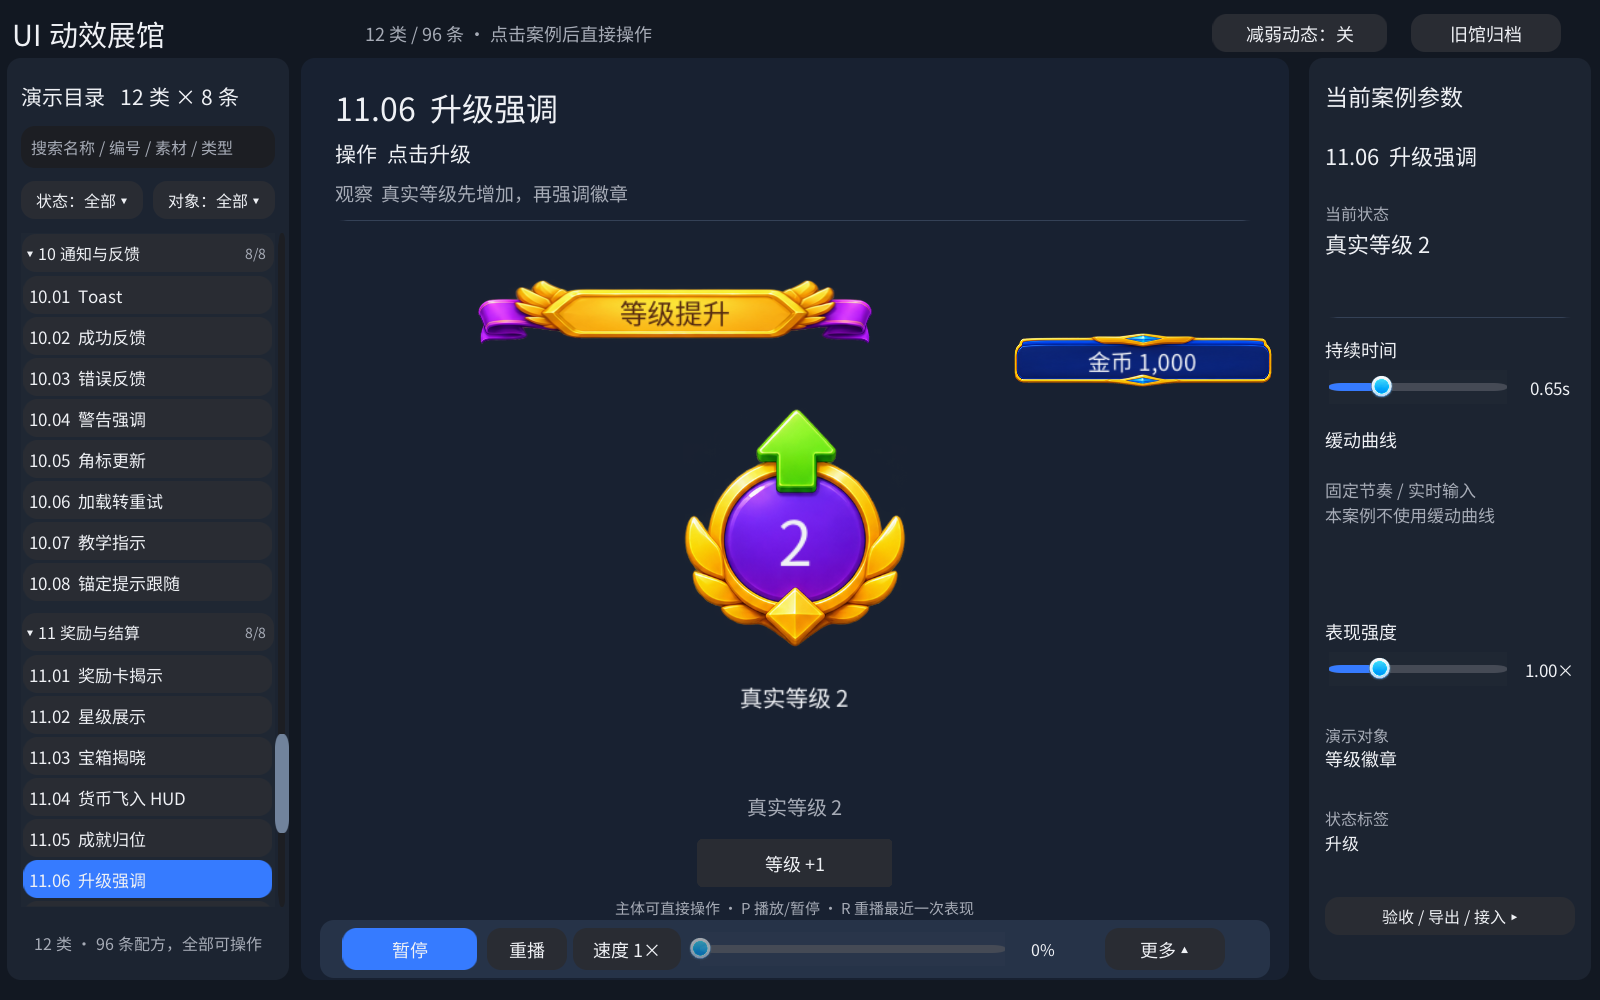 UI 动效展馆
12 类 / 96 条 · 点击案例后直接操作
减弱动态：关
旧馆归档
演示目录 12 类 × 8 条
搜索名称 / 编号 / 素材 / 类型
状态：全部 ▾
对象：全部 ▾
▾ 10 通知与反馈 8/8
10.01 Toast
10.02 成功反馈
10.03 错误反馈
10.04 警告强调
10.05 角标更新
10.06 加载转重试
10.07 教学指示
10.08 锚定提示跟随
▾ 11 奖励与结算 8/8
11.01 奖励卡揭示
11.02 星级展示
11.03 宝箱揭晓
11.04 货币飞入 HUD
11.05 成就归位
11.06 升级强调
12 类 · 96 条配方，全部可操作
11.06 升级强调
操作 点击升级
观察 真实等级先增加，再强调徽章
等级提升
金币 1,000
2
真实等级 2
真实等级 2
等级 +1
主体可直接操作 · P 播放/暂停 · R 重播最近一次表现
暂停
重播
速度 1×
0%
更多 ▴
当前案例参数
11.06 升级强调
当前状态
真实等级 2
持续时间
0.65s
缓动曲线
固定节奏 / 实时输入
本案例不使用缓动曲线
表现强度
1.00×
演示对象
等级徽章
状态标签
升级
验收 / 导出 / 接入 ▸